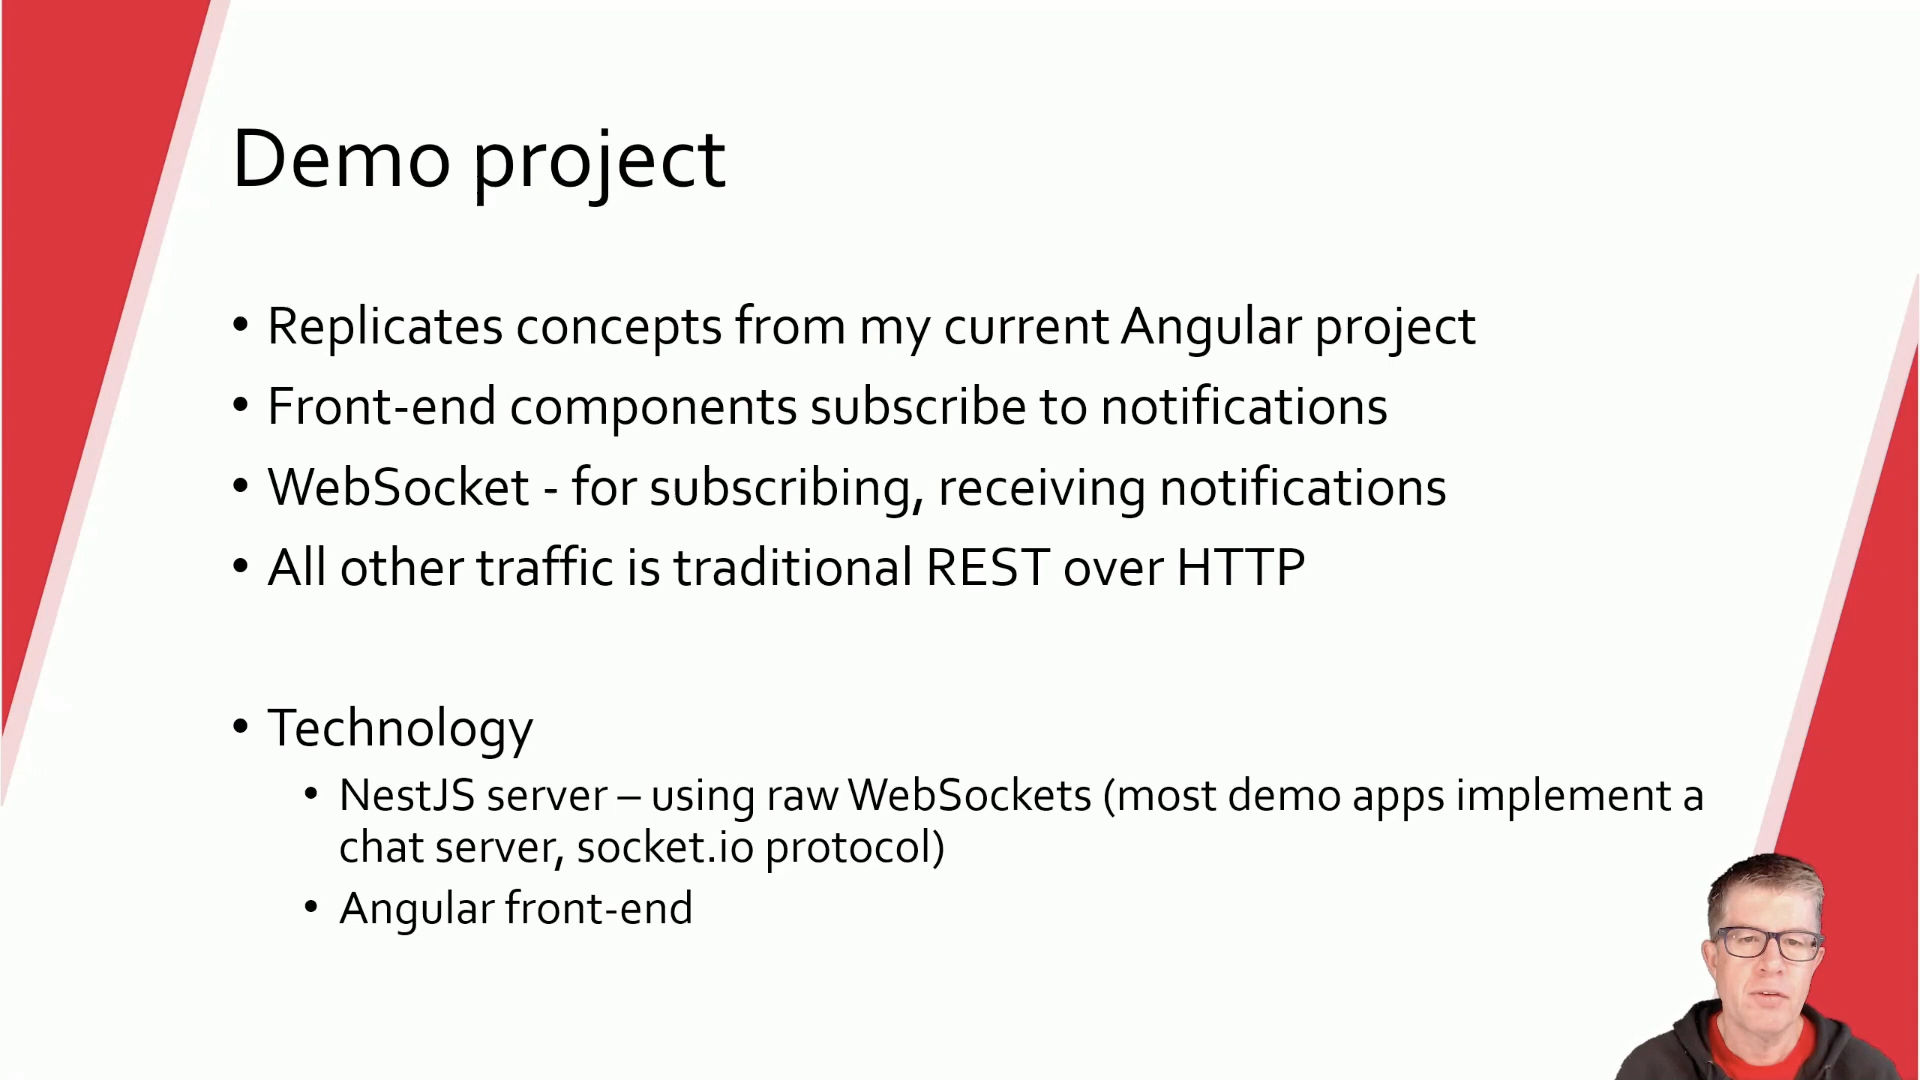 Demo project
• Replicates concepts from my current Angular project
• Front-end components subscribe to notifications
• WebSocket - for subscribing, receiving notifications
• All other traffic is traditional REST over HTTP
• Technology
• NestJS server – using raw WebSockets (most demo apps implement a
chat server, socket.io protocol)
• Angular front-end